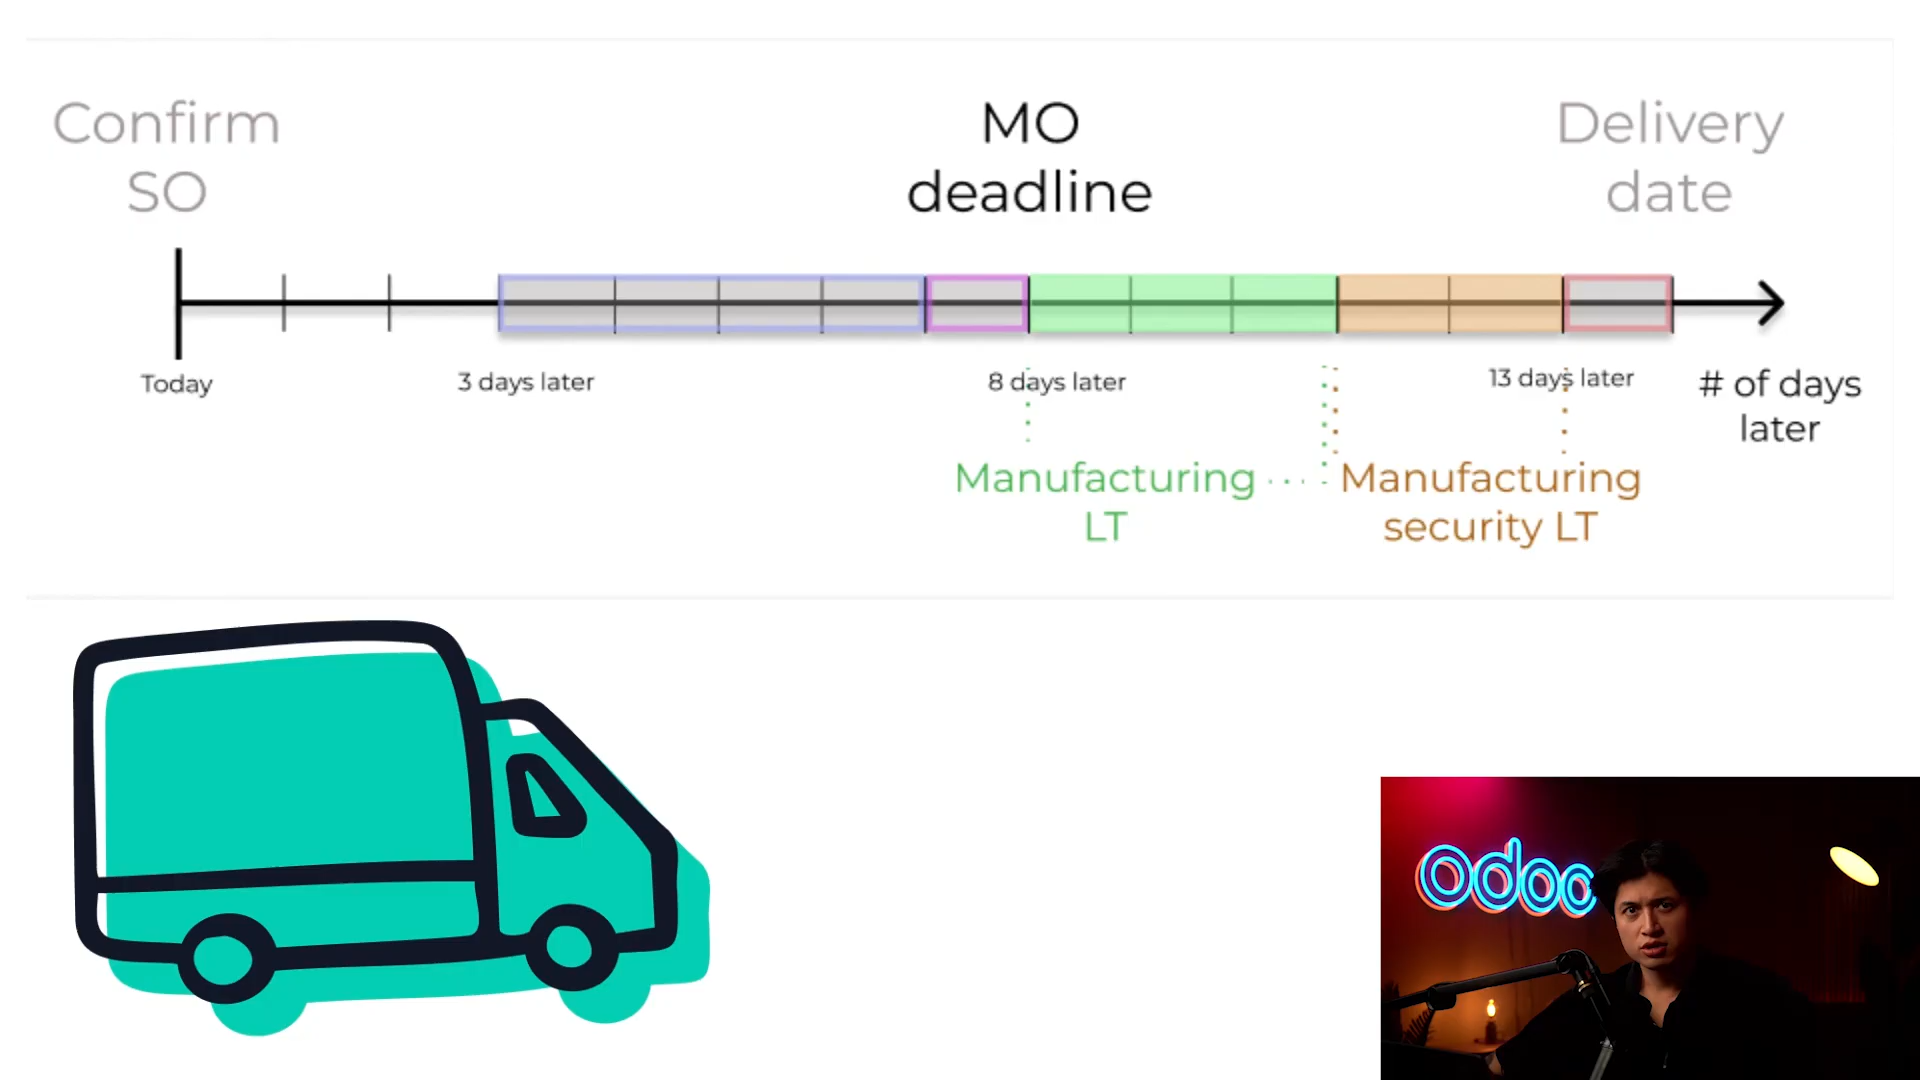 Confirm
SO
MO
deadline
Delivery
date
Today
3 days later
8 days later
13 days later
# of days
later
Manufacturing
LT
Manufacturing
security LT
odoo